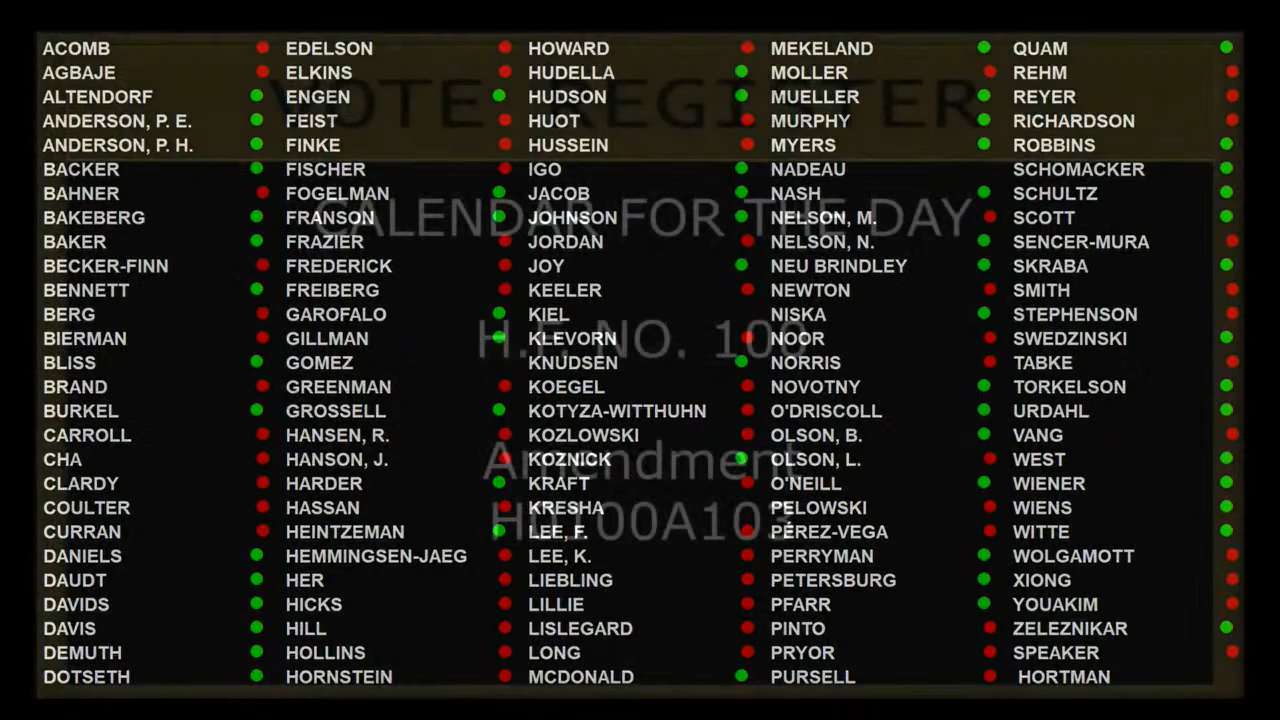 VOTE REGISTER
CALENDAR FOR THE DAY
H.F. NO. 100
Amendment
H0100A103
ACOMB
AGBAJE
ALTENDORF
ANDERSON, P. E.
ANDERSON, P. H.
BACKER
BAHNER
BAKEBERG
BAKER
BECKER-FINN
BENNETT
BERG
BIERMAN
BLISS
BRAND
BURKEL
CARROLL
CHA
CLARDY
COULTER
CURRAN
DANIELS
DAUDT
DAVIDS
DAVIS
DEMUTH
DOTSETH
EDELSON
ELKINS
ENGEN
FEIST
FINKE
FISCHER
FOGELMAN
FRANSON
FRAZIER
FREDERICK
FREIBERG
GAROFALO
GILLMAN
GOMEZ
GREENMAN
GROSSELL
HANSEN, R.
HANSON, J.
HARDER
HASSAN
HEINTZEMAN
HEMMINGSEN-JAEG
HER
HICKS
HILL
HOLLINS
HORNSTEIN
HOWARD
HUDELLA
HUDSON
HUOT
HUSSEIN
IGO
JACOB
JOHNSON
JORDAN
JOY
KEELER
KIEL
KLEVORN
KNUDSEN
KOEGEL
KOTYZA-WITTHUHN
KOZLOWSKI
KOZNICK
KRAFT
KRESHA
LEE, F.
LEE, K.
LIEBLING
LILLIE
LISLEGARD
LONG
MCDONALD
MEKELAND
MOLLER
MUELLER
MURPHY
MYERS
NADEAU
NASH
NELSON, M.
NELSON, N.
NEU BRINDLEY
NEWTON
NISKA
NOOR
NORRIS
NOVOTNY
O'DRISCOLL
OLSON, B.
OLSON, L.
O'NEILL
PELOWSKI
PÉREZ-VEGA
PERRYMAN
PETERSBURG
PFARR
PINTO
PRYOR
PURSELL
QUAM
REHM
REYER
RICHARDSON
ROBBINS
SCHOMACKER
SCHULTZ
SCOTT
SENCER-MURA
SKRABA
SMITH
STEPHENSON
SWEDZINSKI
TABKE
TORKELSON
URDAHL
VANG
WEST
WIENER
WIENS
WITTE
WOLGAMOTT
XIONG
YOUAKIM
ZELEZNIKAR
SPEAKER
HORTMAN